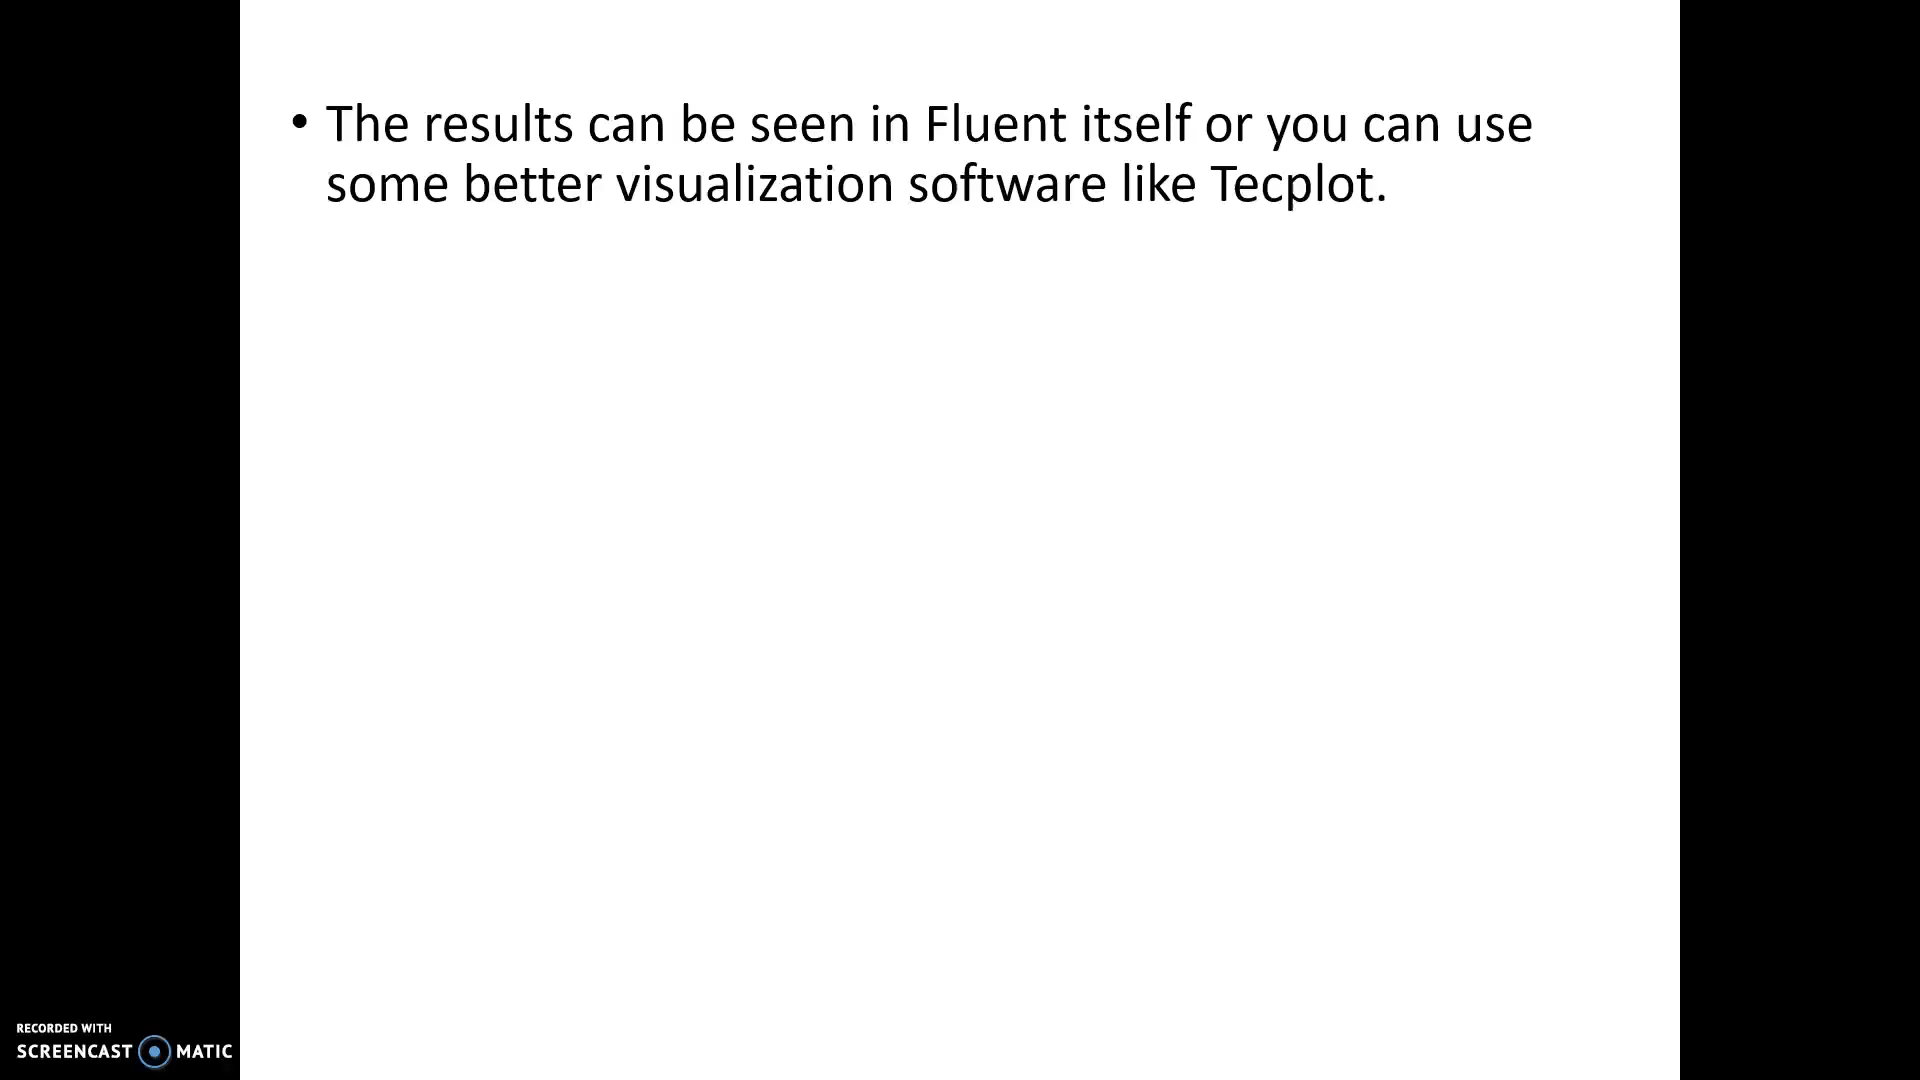 • The results can be seen in Fluent itself or you can use
some better visualization software like Tecplot.
RECORDED WITH
SCREENCAST MATIC